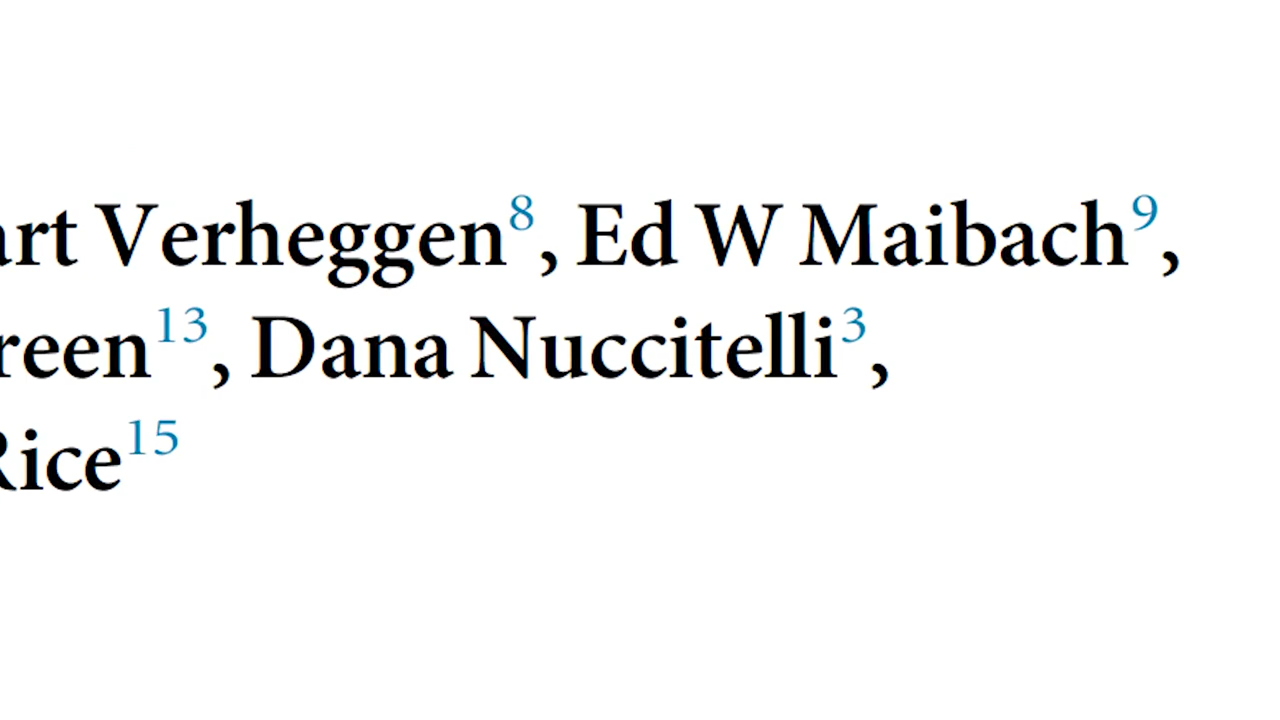 art Verheggen8, Ed W Maibach9,
reen13, Dana Nuccitelli3,
Rice15